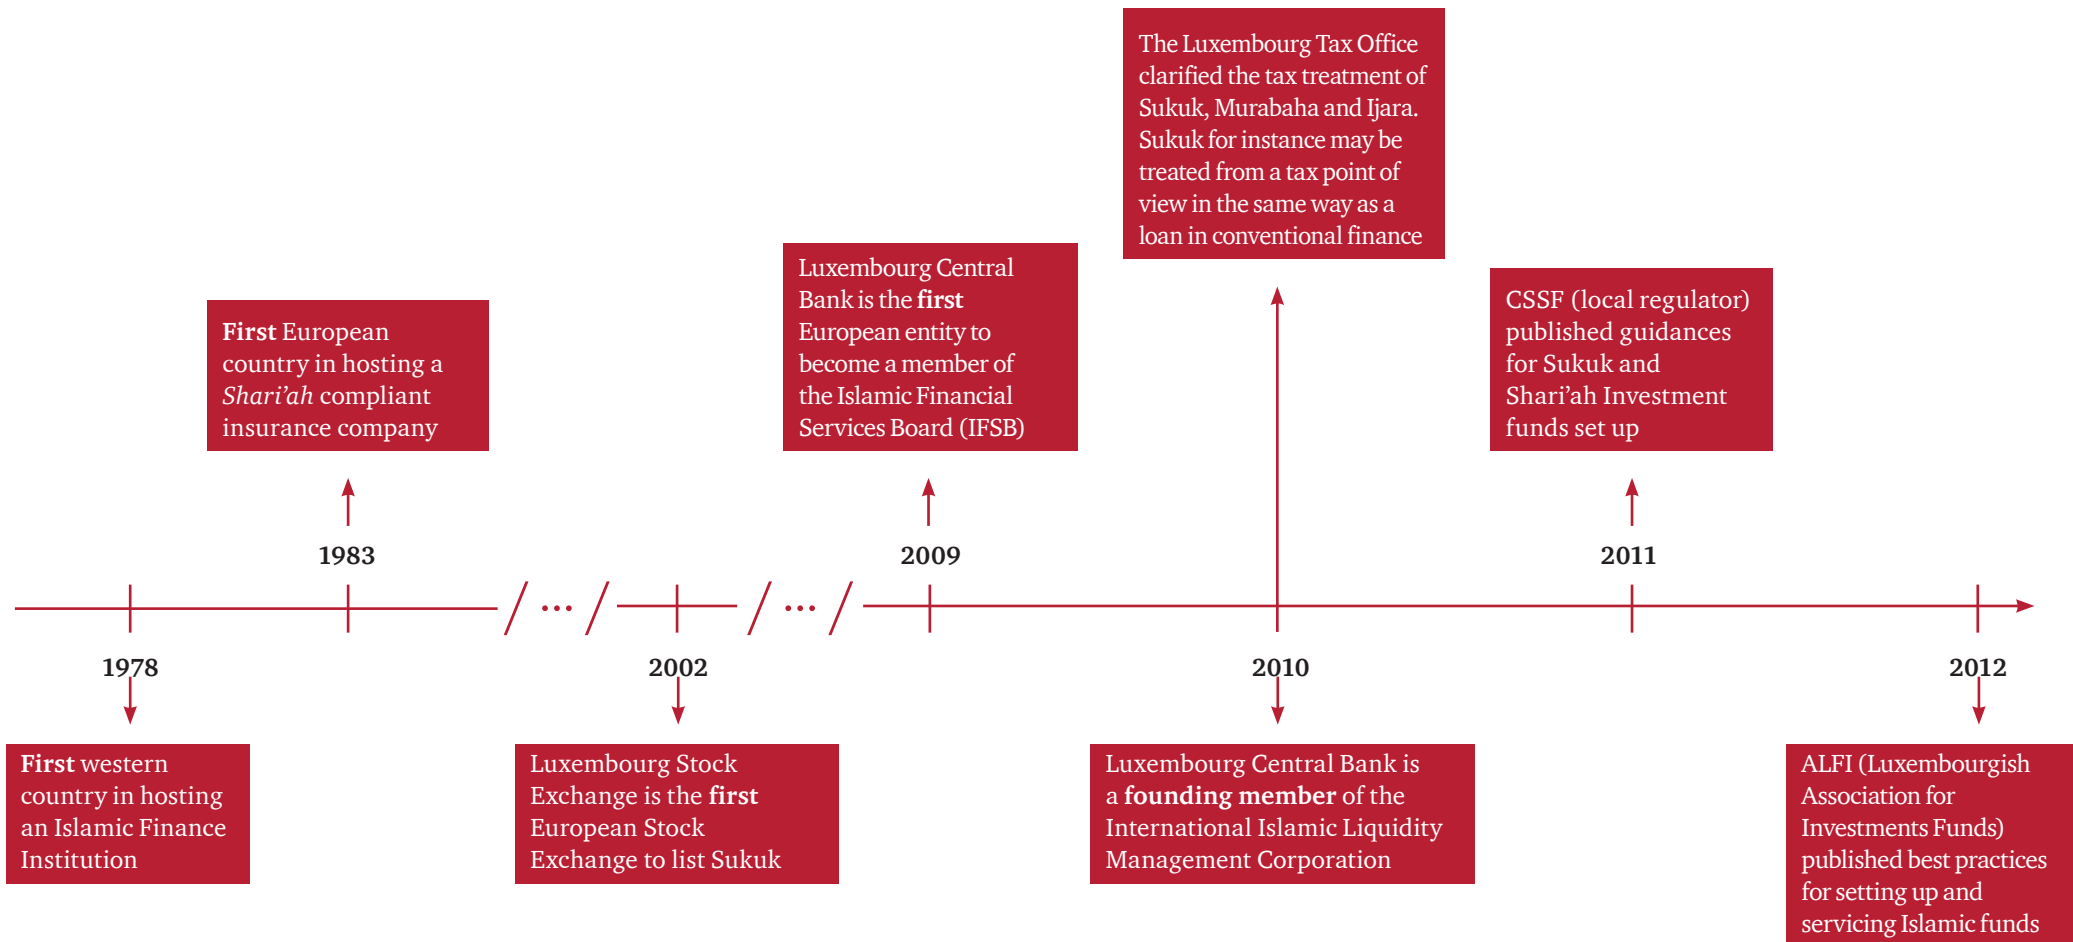 The Luxembourg Tax Office
clarified the tax treatment of
Sukuk, Murabaha and Ijara.
Sukuk for instance may be
treated from a tax point of
view in the same way as a
loan in conventional finance
Luxembourg Central
Bank is the first
European entity to
become a member of
the Islamic Financial
Services Board (IFSB)
First European
country in hosting a
Shari’ah compliant
insurance company
CSSF (local regulator)
published guidances
for Sukuk and
Shari’ah Investment
funds set up
1983
2009
2011
... 
...
1978
2002
2010
2012
First western
country in hosting
an Islamic Finance
Institution
Luxembourg Stock
Exchange is the first
European Stock
Exchange to list Sukuk
Luxembourg Central Bank is
a founding member of the
International Islamic Liquidity
Management Corporation
ALFI (Luxembourgish
Association for
Investments Funds)
published best practices
for setting up and
servicing Islamic funds